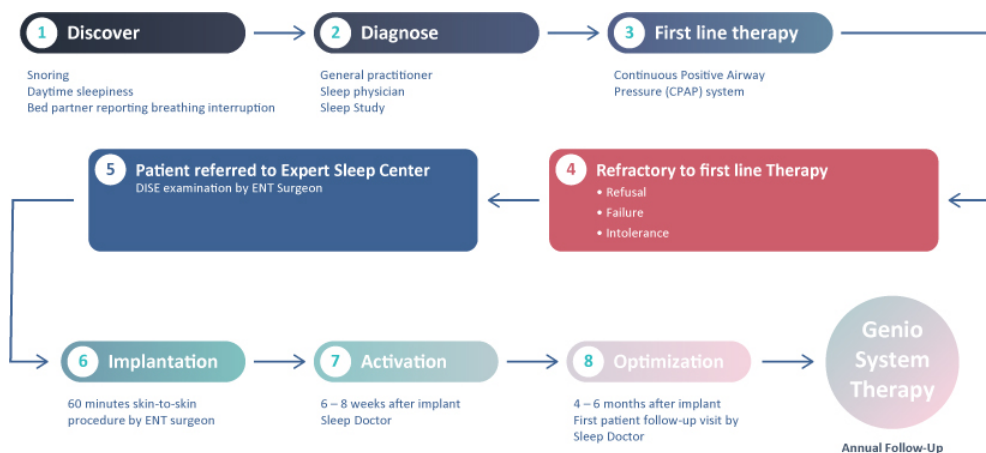 1 Discover
Snoring
Daytime sleepiness
Bed partner reporting breathing interruption
2 Diagnose
General practitioner
Sleep physician
Sleep Study
3 First line therapy
Continuous Positive Airway
Pressure (CPAP) system
4 Refractory to first line Therapy
• Refusal
• Failure
• Intolerance
5 Patient referred to Expert Sleep Center
DISE examination by ENT Surgeon
6 Implantation
60 minutes skin-to-skin
procedure by ENT surgeon
7 Activation
6 – 8 weeks after implant
Sleep Doctor
8 Optimization
4 – 6 months after implant
First patient follow-up visit by
Sleep Doctor
Genio
System
Therapy
Annual Follow-Up